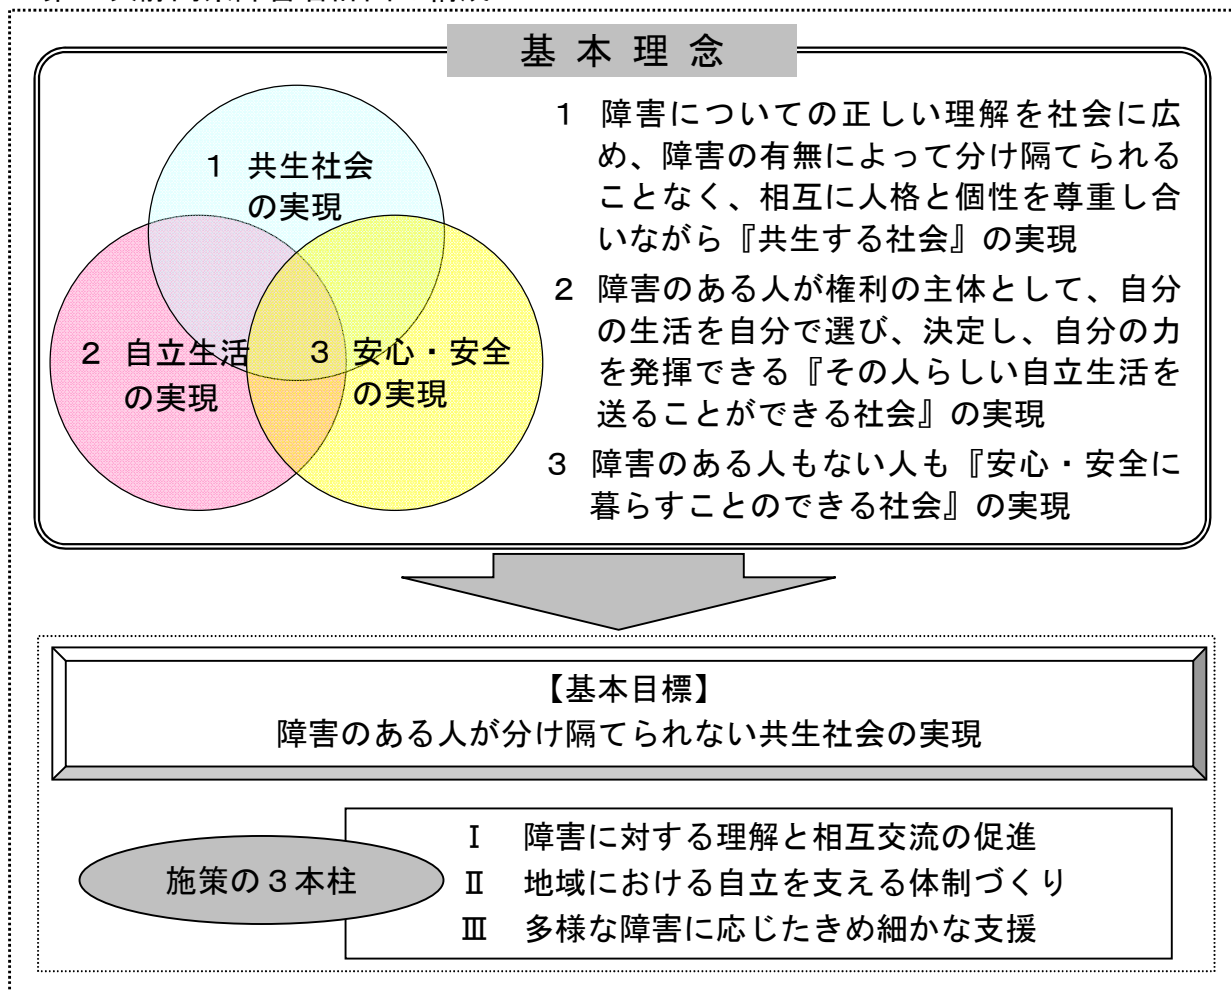 基本理念
1 共生社会
の実現
2 自立生活
の実現
3 安心・安全
の実現
1 障害についての正しい理解を社会に広
め、障害の有無によって分け隔てられる
ことなく、相互に人格と個性を尊重し合
いながら『共生する社会』の実現
2 障害のある人が権利の主体として、自分
の生活を自分で選び、決定し、自分の力
を発揮できる『その人らしい自立生活を
送ることができる社会』の実現
3 障害のある人もない人も『安心・安全に
暮らすことのできる社会』の実現
【基本目標】
障害のある人が分け隔てられない共生社会の実現
施策の3本柱
Ⅰ 障害に対する理解と相互交流の促進
Ⅱ 地域における自立を支える体制づくり
Ⅲ 多様な障害に応じたきめ細かな支援